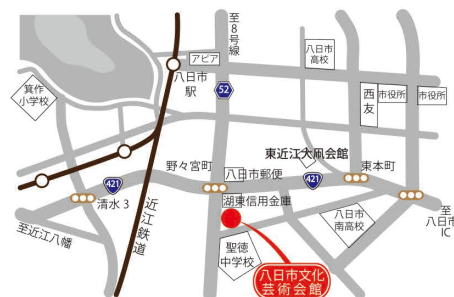 至8号線
アピア
八日市
高校
八日市
駅
箕作
小学校
52
西友
市役所
市役所
東近江大凧会館
野々宮町
八日市郵便
東本町
421
421
清水3
湖東信用金庫
八日市
南高校
至
八日市
IC
至近江八幡
近江鉄道
聖徳
中学校
八日市文化
芸術会館